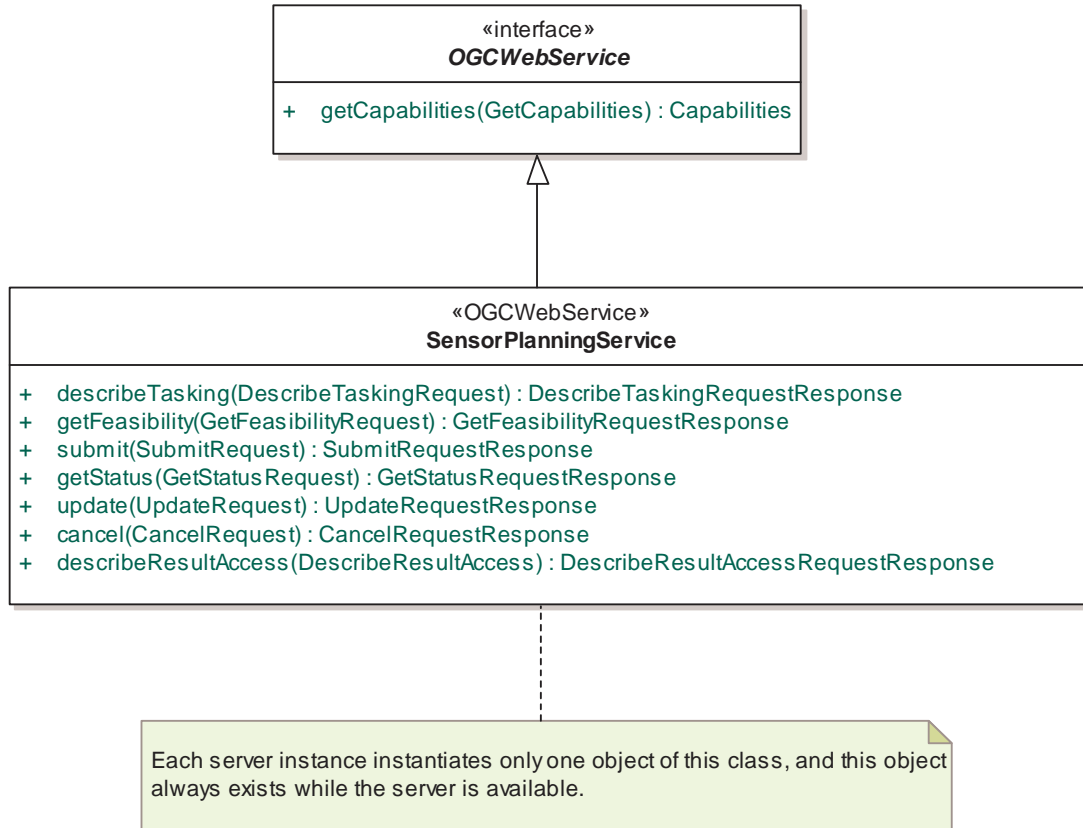 «interface»
OGCWebService
+ getCapabilities(GetCapabilities) : Capabilities
«OGCWebService»
SensorPlanningService
+ describeTasking(DescribeTaskingRequest) : DescribeTaskingRequestResponse
+ getFeasibility(GetFeasibilityRequest) : GetFeasibilityRequestResponse
+ submit(SubmitRequest) : SubmitRequestResponse
+ getStatus(GetStatusRequest) : GetStatusRequestResponse
+ update(UpdateRequest) : UpdateRequestResponse
+ cancel(CancelRequest) : CancelRequestResponse
+ describeResultAccess(DescribeResultAccess) : DescribeResultAccessRequestResponse
Each server instance instantiates only one object of this class, and this object
always exists while the server is available.